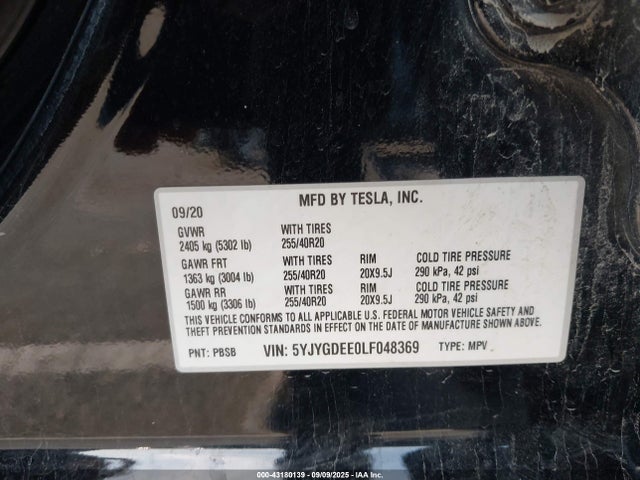 MFD BY TESLA, INC.
09/20
GVWR WITH TIRES
2405 kg (5302 lb) 255/40R20
GAWR FRT WITH TIRES RIM COLD TIRE PRESSURE
1363 kg (3004 lb) 255/40R20 20X9.5J 290 kPa, 42 psi
GAWR RR WITH TIRES RIM COLD TIRE PRESSURE
1500 kg (3306 lb) 255/40R20 20X9.5J 290 kPa, 42 psi
THIS VEHICLE CONFORMS TO ALL APPLICABLE U.S. FEDERAL MOTOR VEHICLE SAFETY AND
THEFT PREVENTION STANDARDS IN EFFECT ON THE DATE OF MANUFACTURE SHOWN ABOVE.
PNT: PBSB VIN: 5YJYGDEE0LF048369 TYPE: MPV
000-43180139 - 09/09/2025 - Copyright © 2025 IAA, Inc.